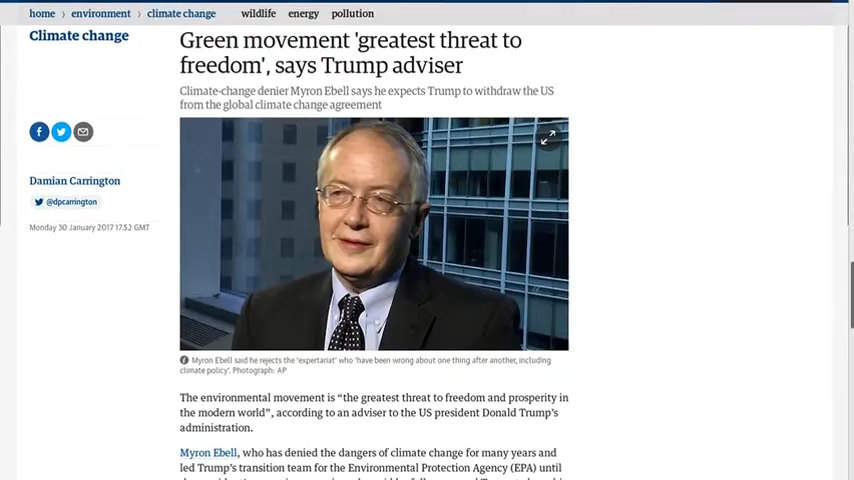 home › environment › climate change wildlife energy pollution
Climate change
Green movement 'greatest threat to
freedom', says Trump adviser
Climate-change denier Myron Ebell says he expects Trump to withdraw the US
from the global climate change agreement
Damian Carrington
@dpcarrington
Monday 30 January 2017 17.52 GMT
Myron Ebell said he rejects the 'expertariat' who 'have been wrong about one thing after another, including
climate policy'. Photograph: AP
The environmental movement is “the greatest threat to freedom and prosperity in
the modern world”, according to an adviser to the US president Donald Trump’s
administration.
Myron Ebell, who has denied the dangers of climate change for many years and
led Trump’s transition team for the Environmental Protection Agency (EPA) until